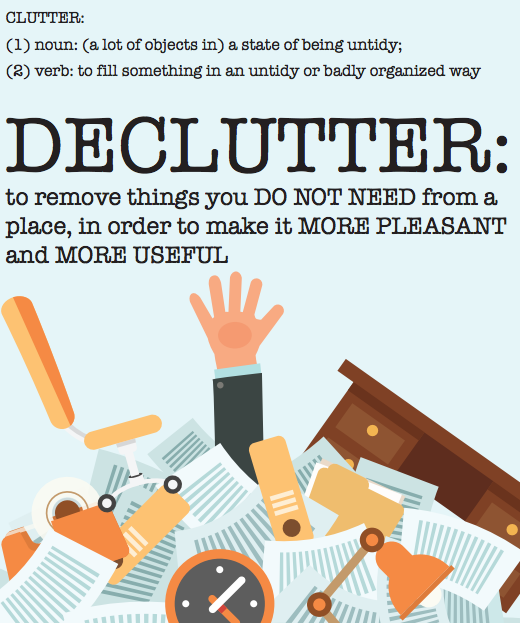 CLUTTER:
(1) noun: (a lot of objects in) a state of being untidy;
(2) verb: to fill something in an untidy or badly organized way
DECLUTTER:
to remove things you DO NOT NEED from a
place, in order to make it MORE PLEASANT
and MORE USEFUL